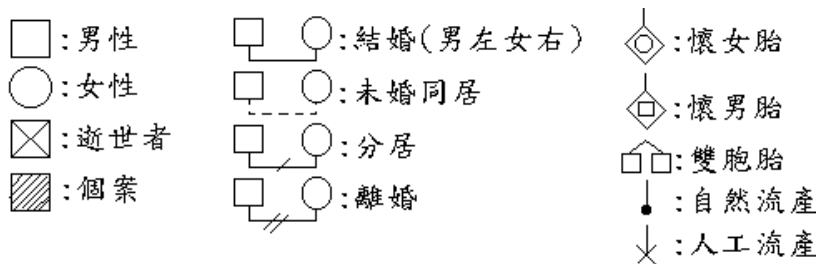 :男性
:女性
:逝世者
:個案
:結婚(男左女右)
:未婚同居
:分居
:離婚
:懷女胎
:懷男胎
:雙胞胎
:自然流產
:人工流產